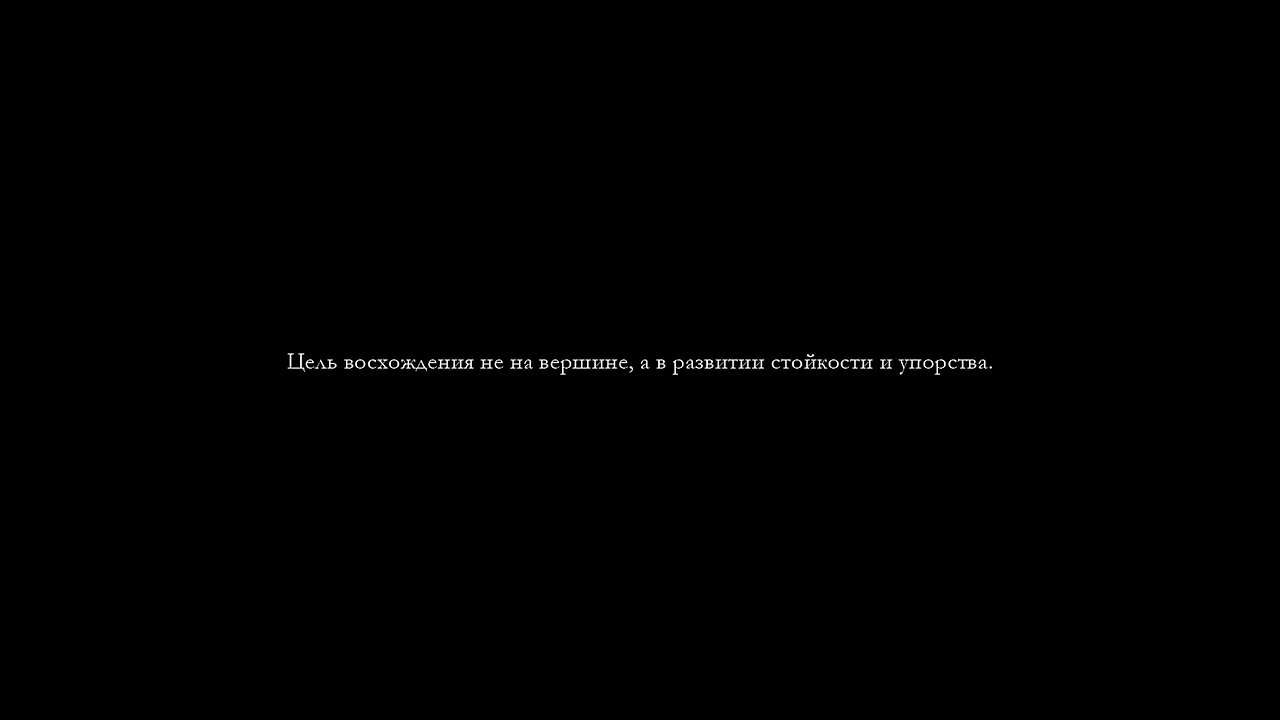 Цель восхождения не на вершине, а в развитии стойкости и упорства.